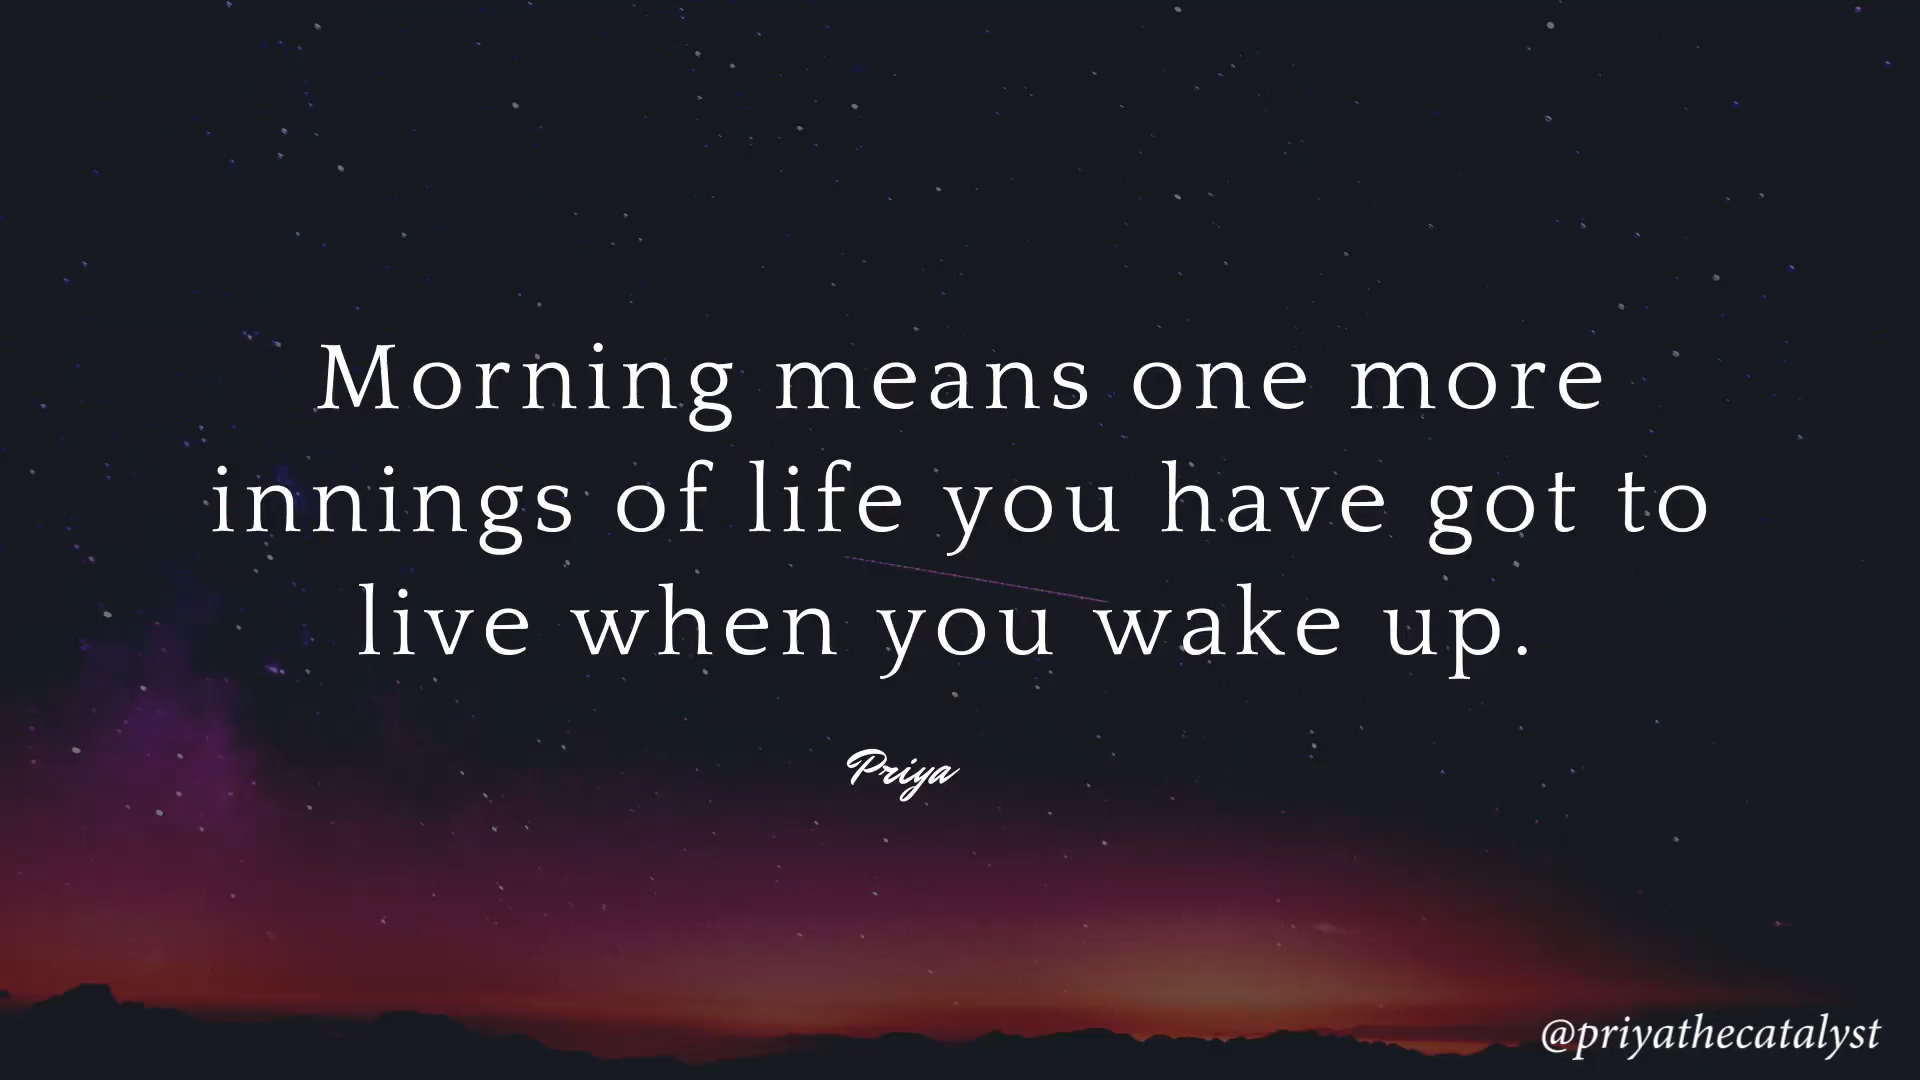 Morning means one more
innings of life you have got to
live when you wake up.
Priya
@priyathecatalyst